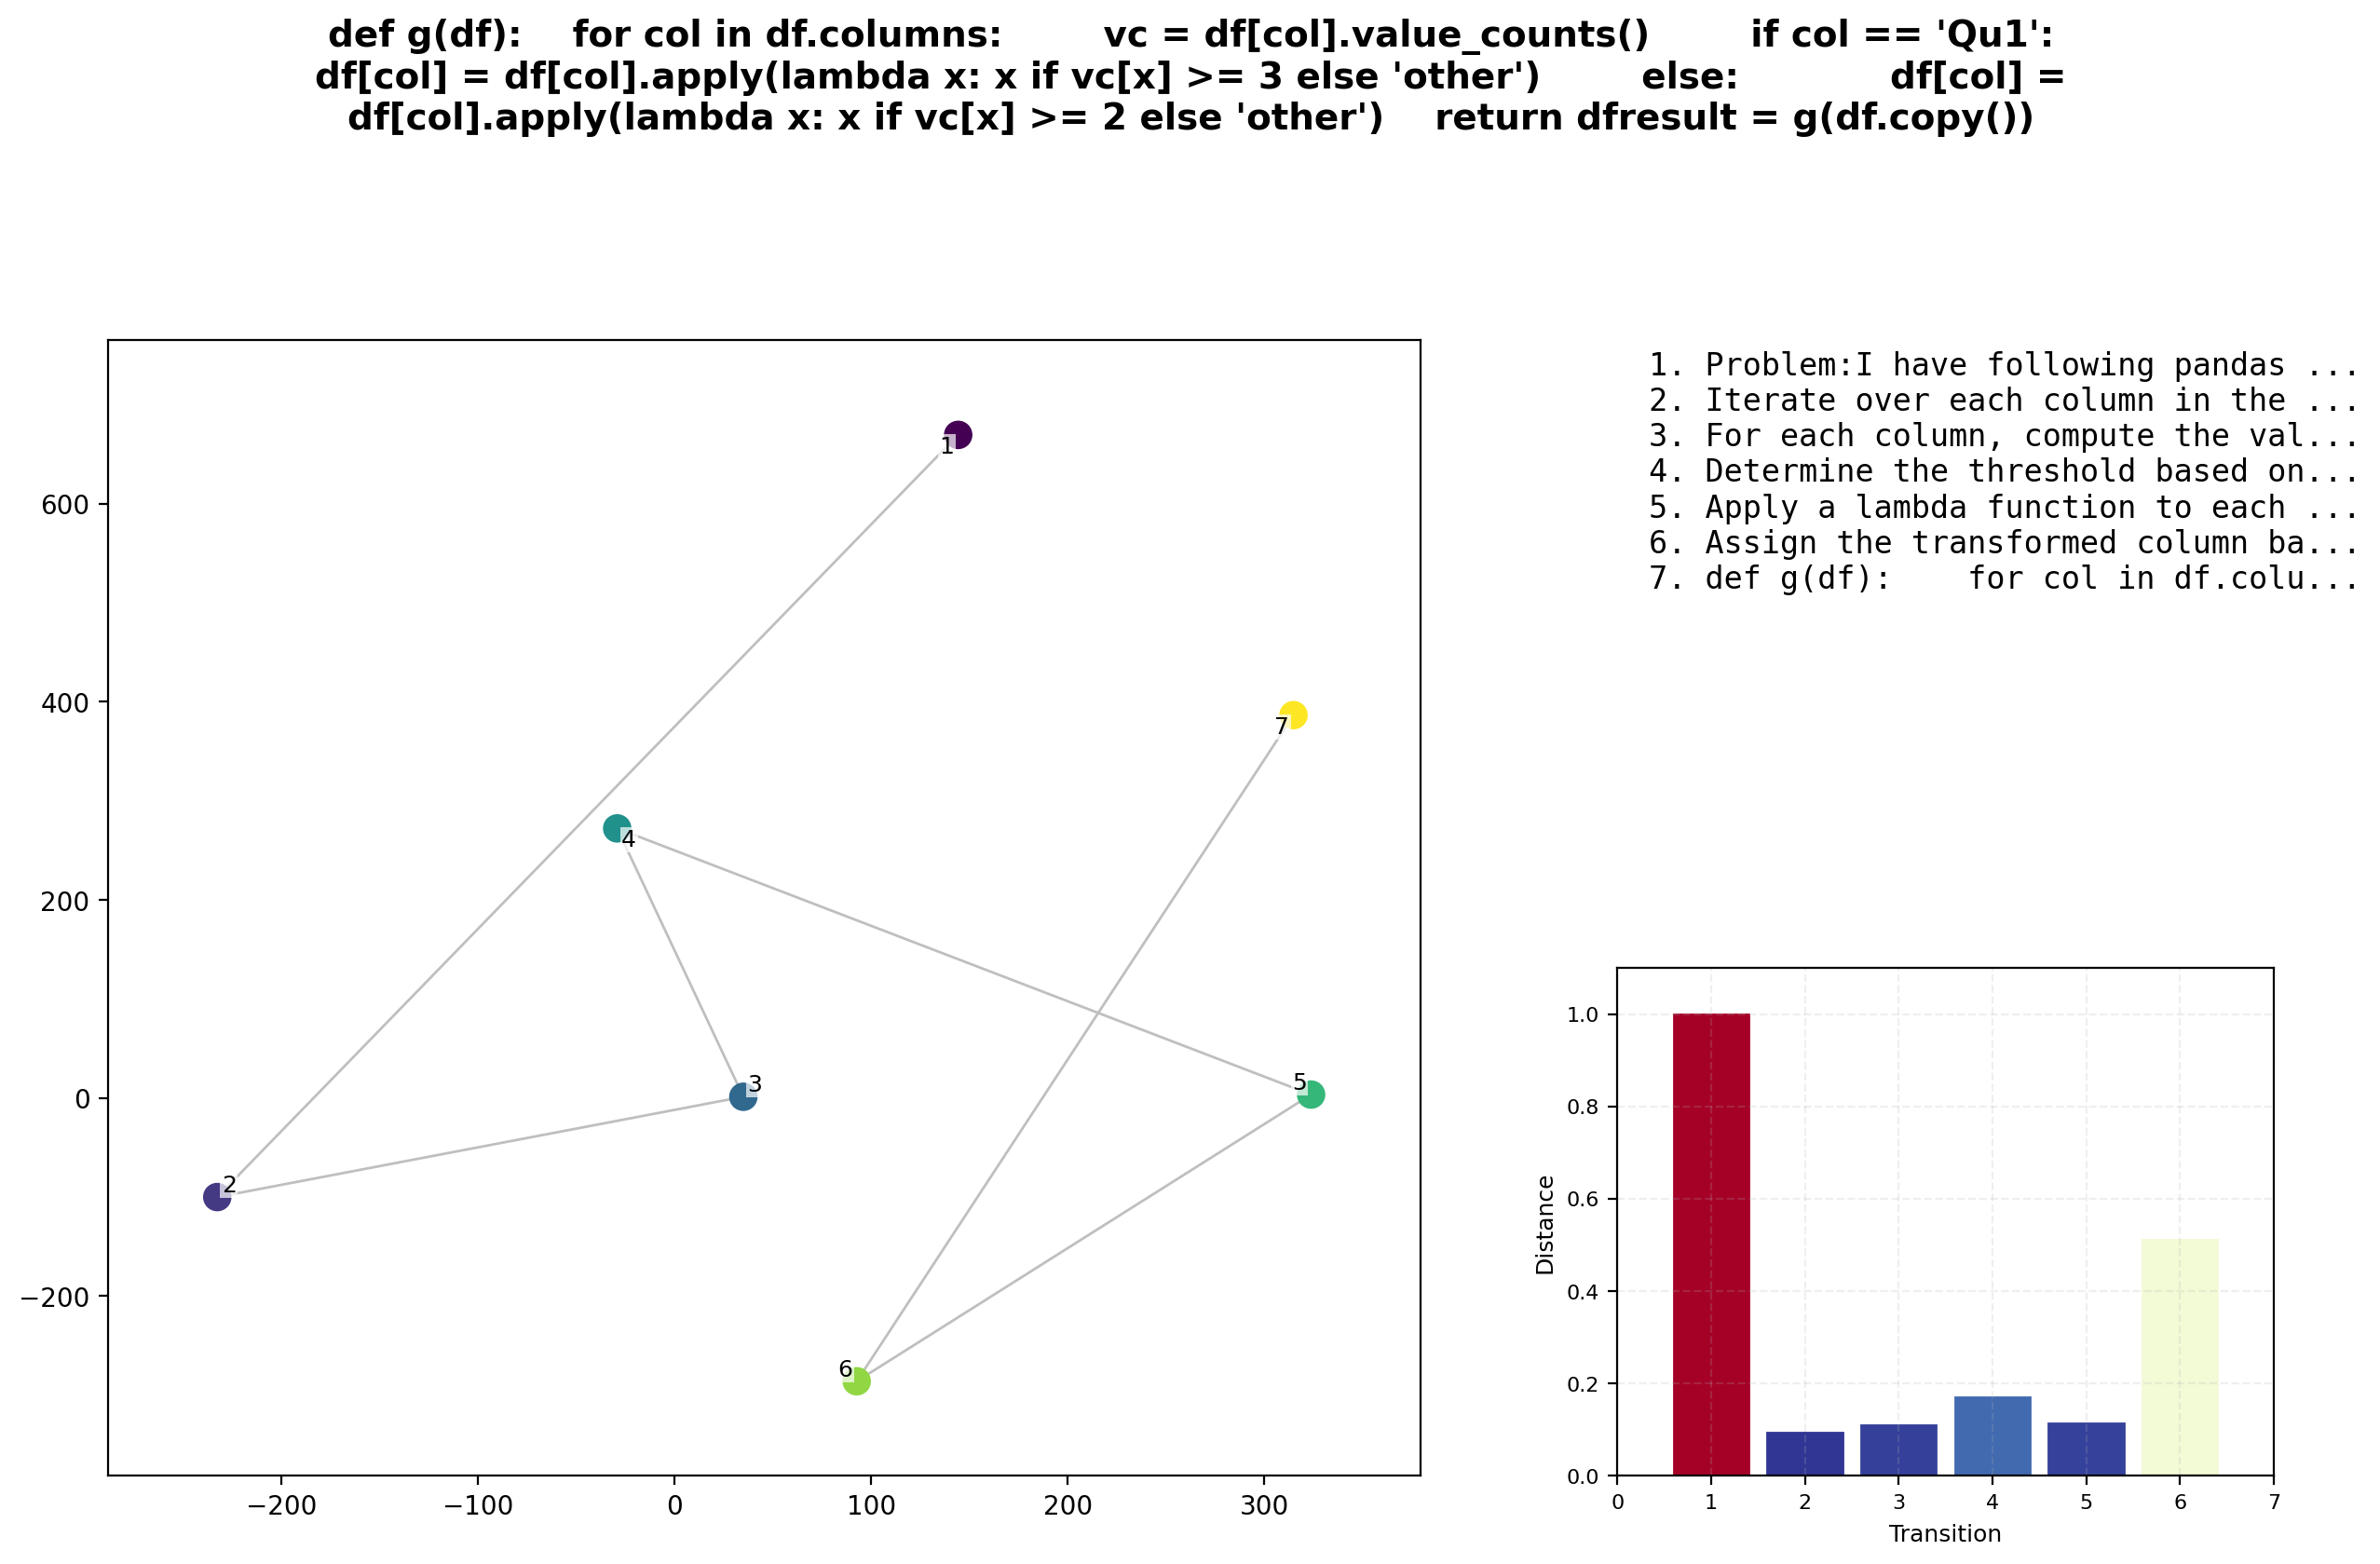 def g(df):    for col in df.columns:        vc = df[col].value_counts()        if col == 'Qu1':
df[col] = df[col].apply(lambda x: x if vc[x] >= 3 else 'other')        else:            df[col] =
df[col].apply(lambda x: x if vc[x] >= 2 else 'other')    return dfresult = g(df.copy())
1. Problem:I have following pandas ...
2. Iterate over each column in the ...
3. For each column, compute the val...
4. Determine the threshold based on...
5. Apply a lambda function to each ...
6. Assign the transformed column ba...
7. def g(df):    for col in df.colu...
600
400
200
0
−200
−200 −100 0 100 200 300
1
7
4
3
5
2
6
1.0
0.8
0.6
0.4
0.2
0.0
Distance
0 1 2 3 4 5 6 7
Transition